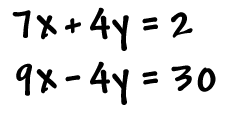 7x + 4y = 2
9x - 4y = 30